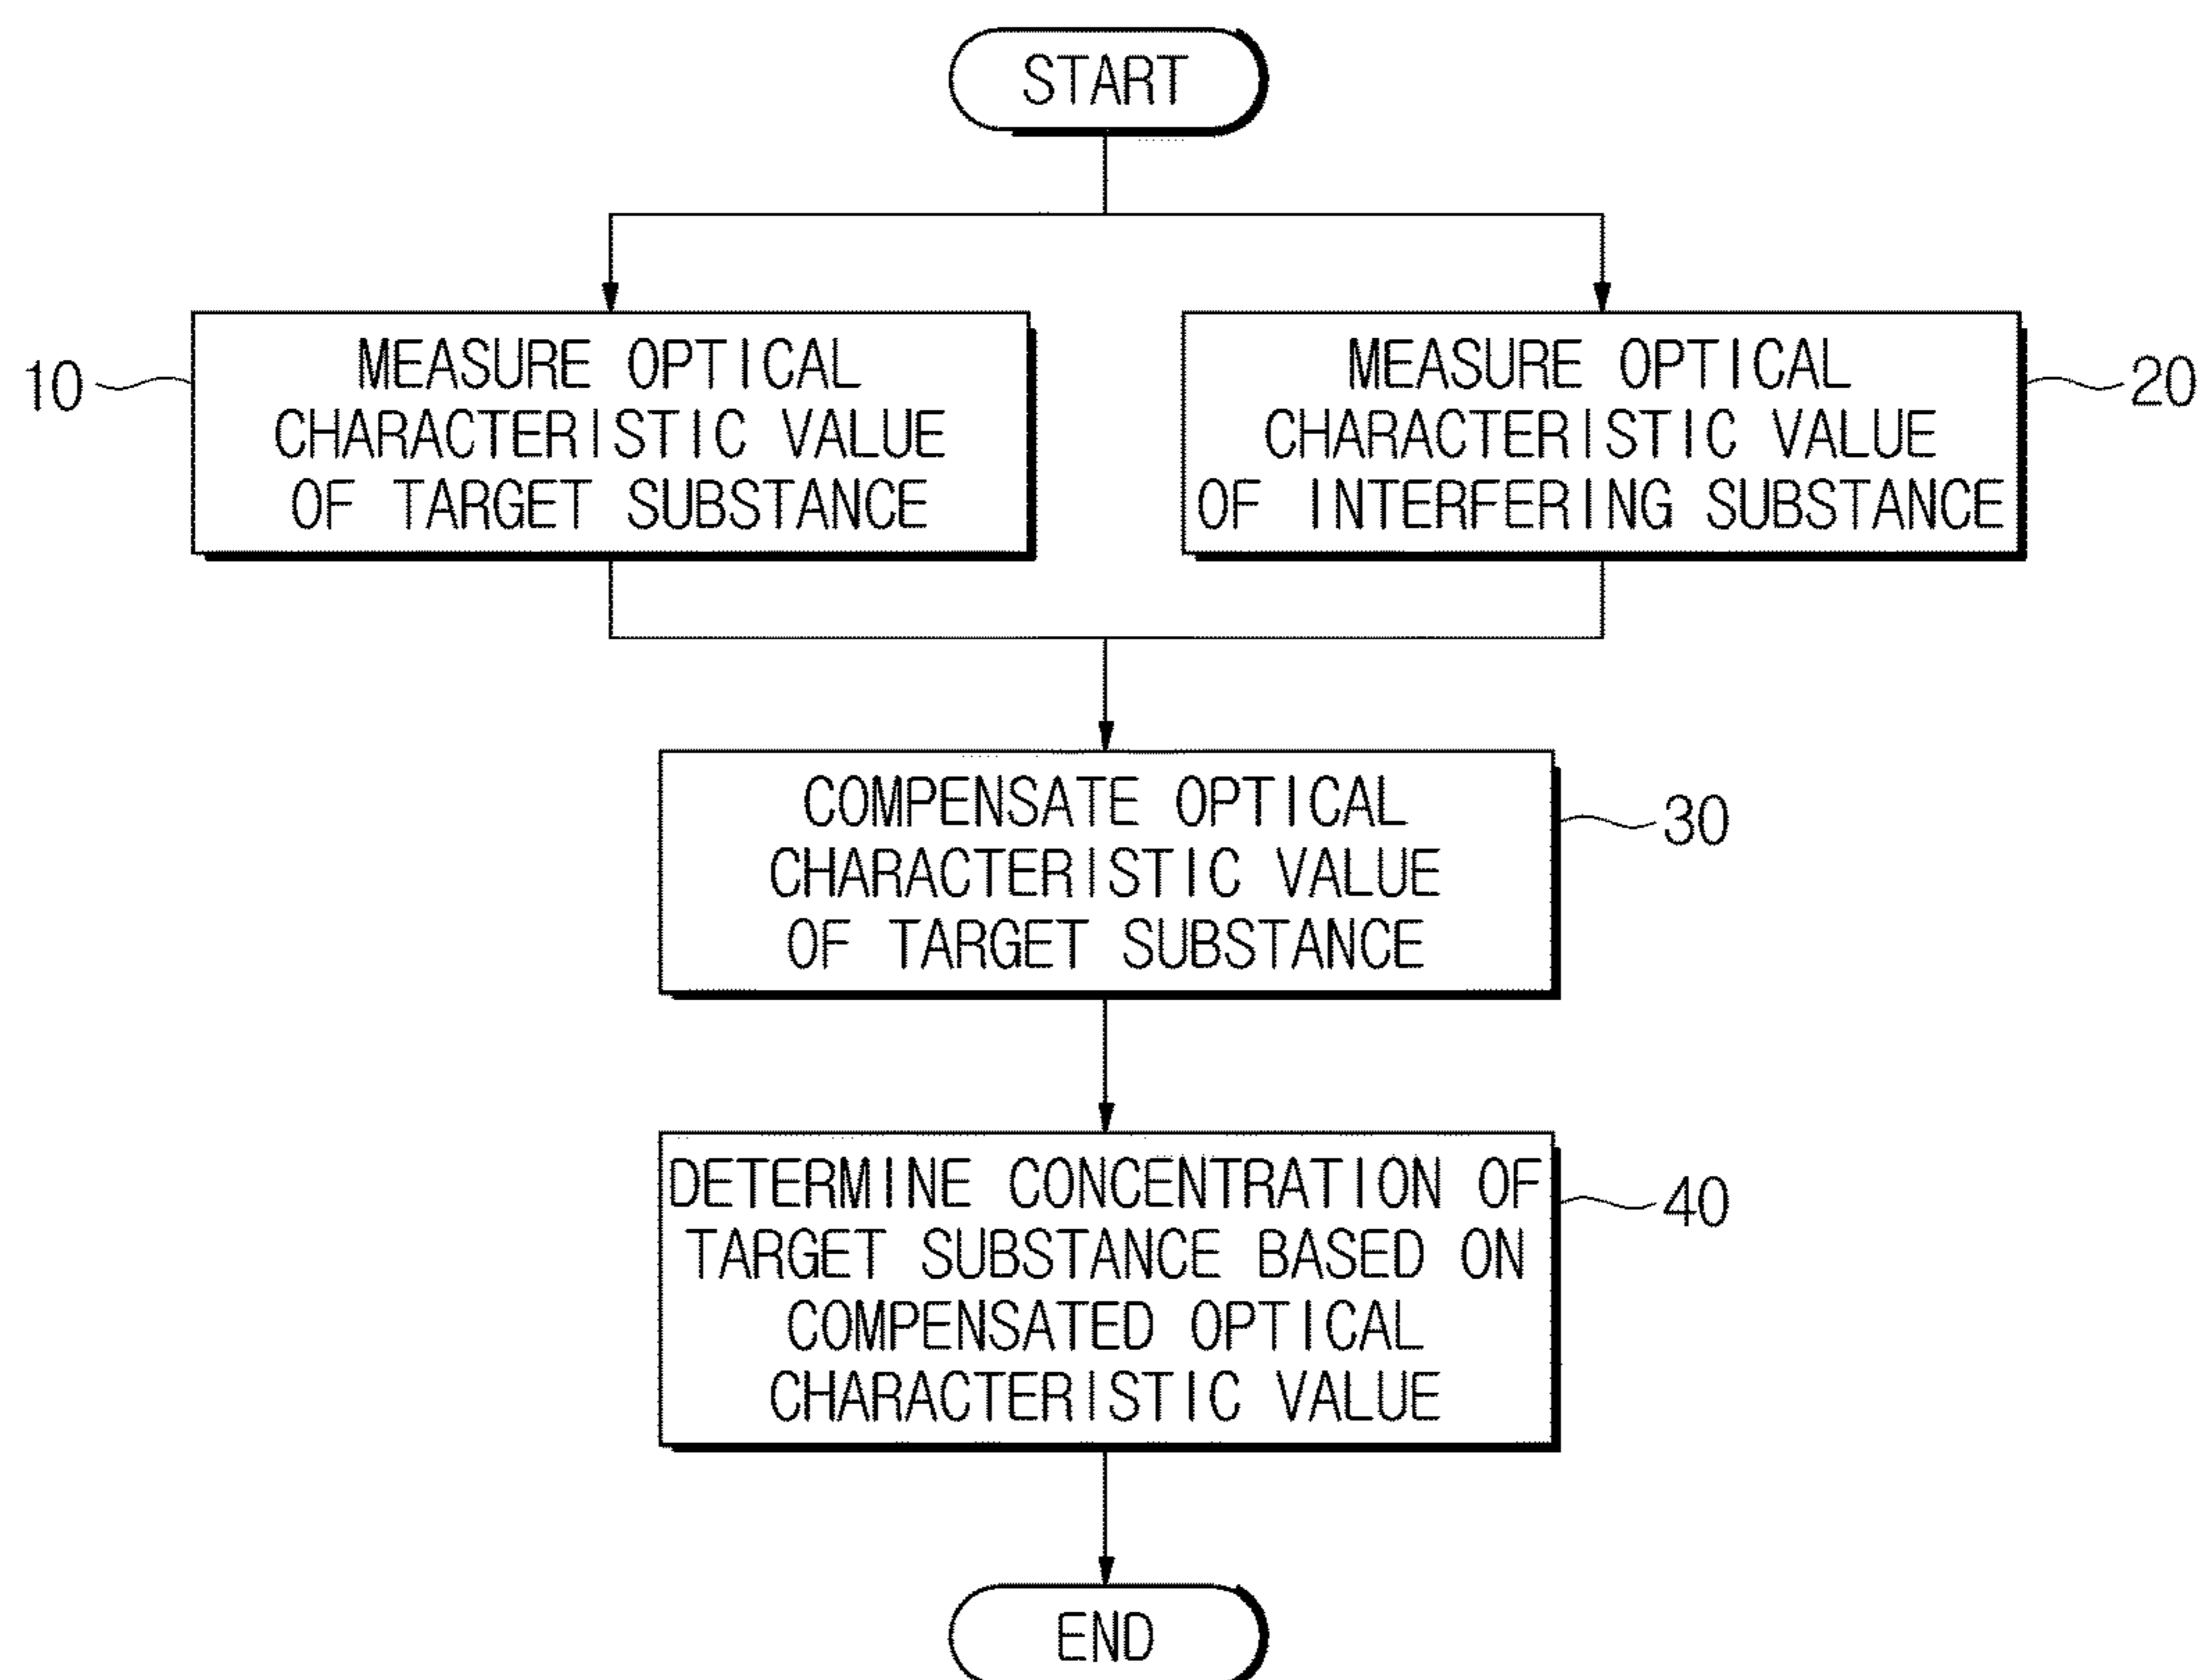 START
10
MEASURE OPTICAL
CHARACTERISTIC VALUE
OF TARGET SUBSTANCE
MEASURE OPTICAL
CHARACTERISTIC VALUE
OF INTERFERING SUBSTANCE
20
COMPENSATE OPTICAL
CHARACTERISTIC VALUE
OF TARGET SUBSTANCE
30
DETERMINE CONCENTRATION OF
TARGET SUBSTANCE BASED ON
COMPENSATED OPTICAL
CHARACTERISTIC VALUE
40
END